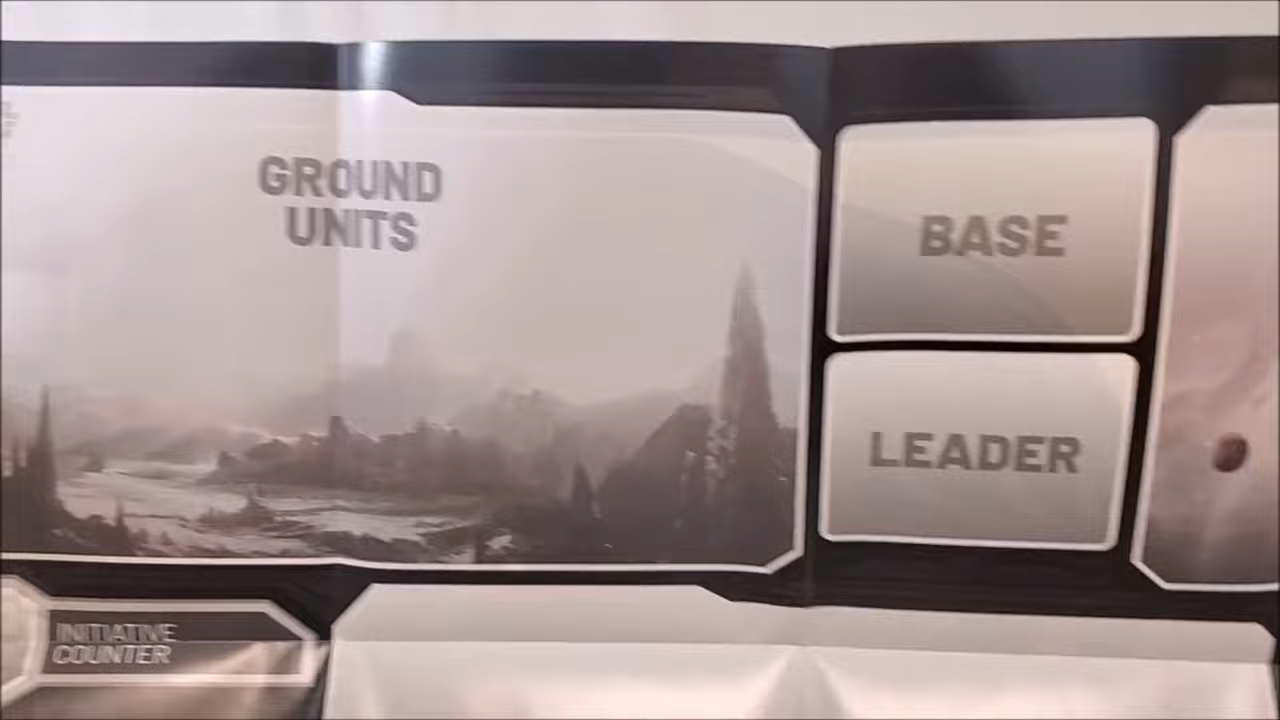 GROUND
UNITS
BASE
LEADER
INITIATIVE
COUNTER